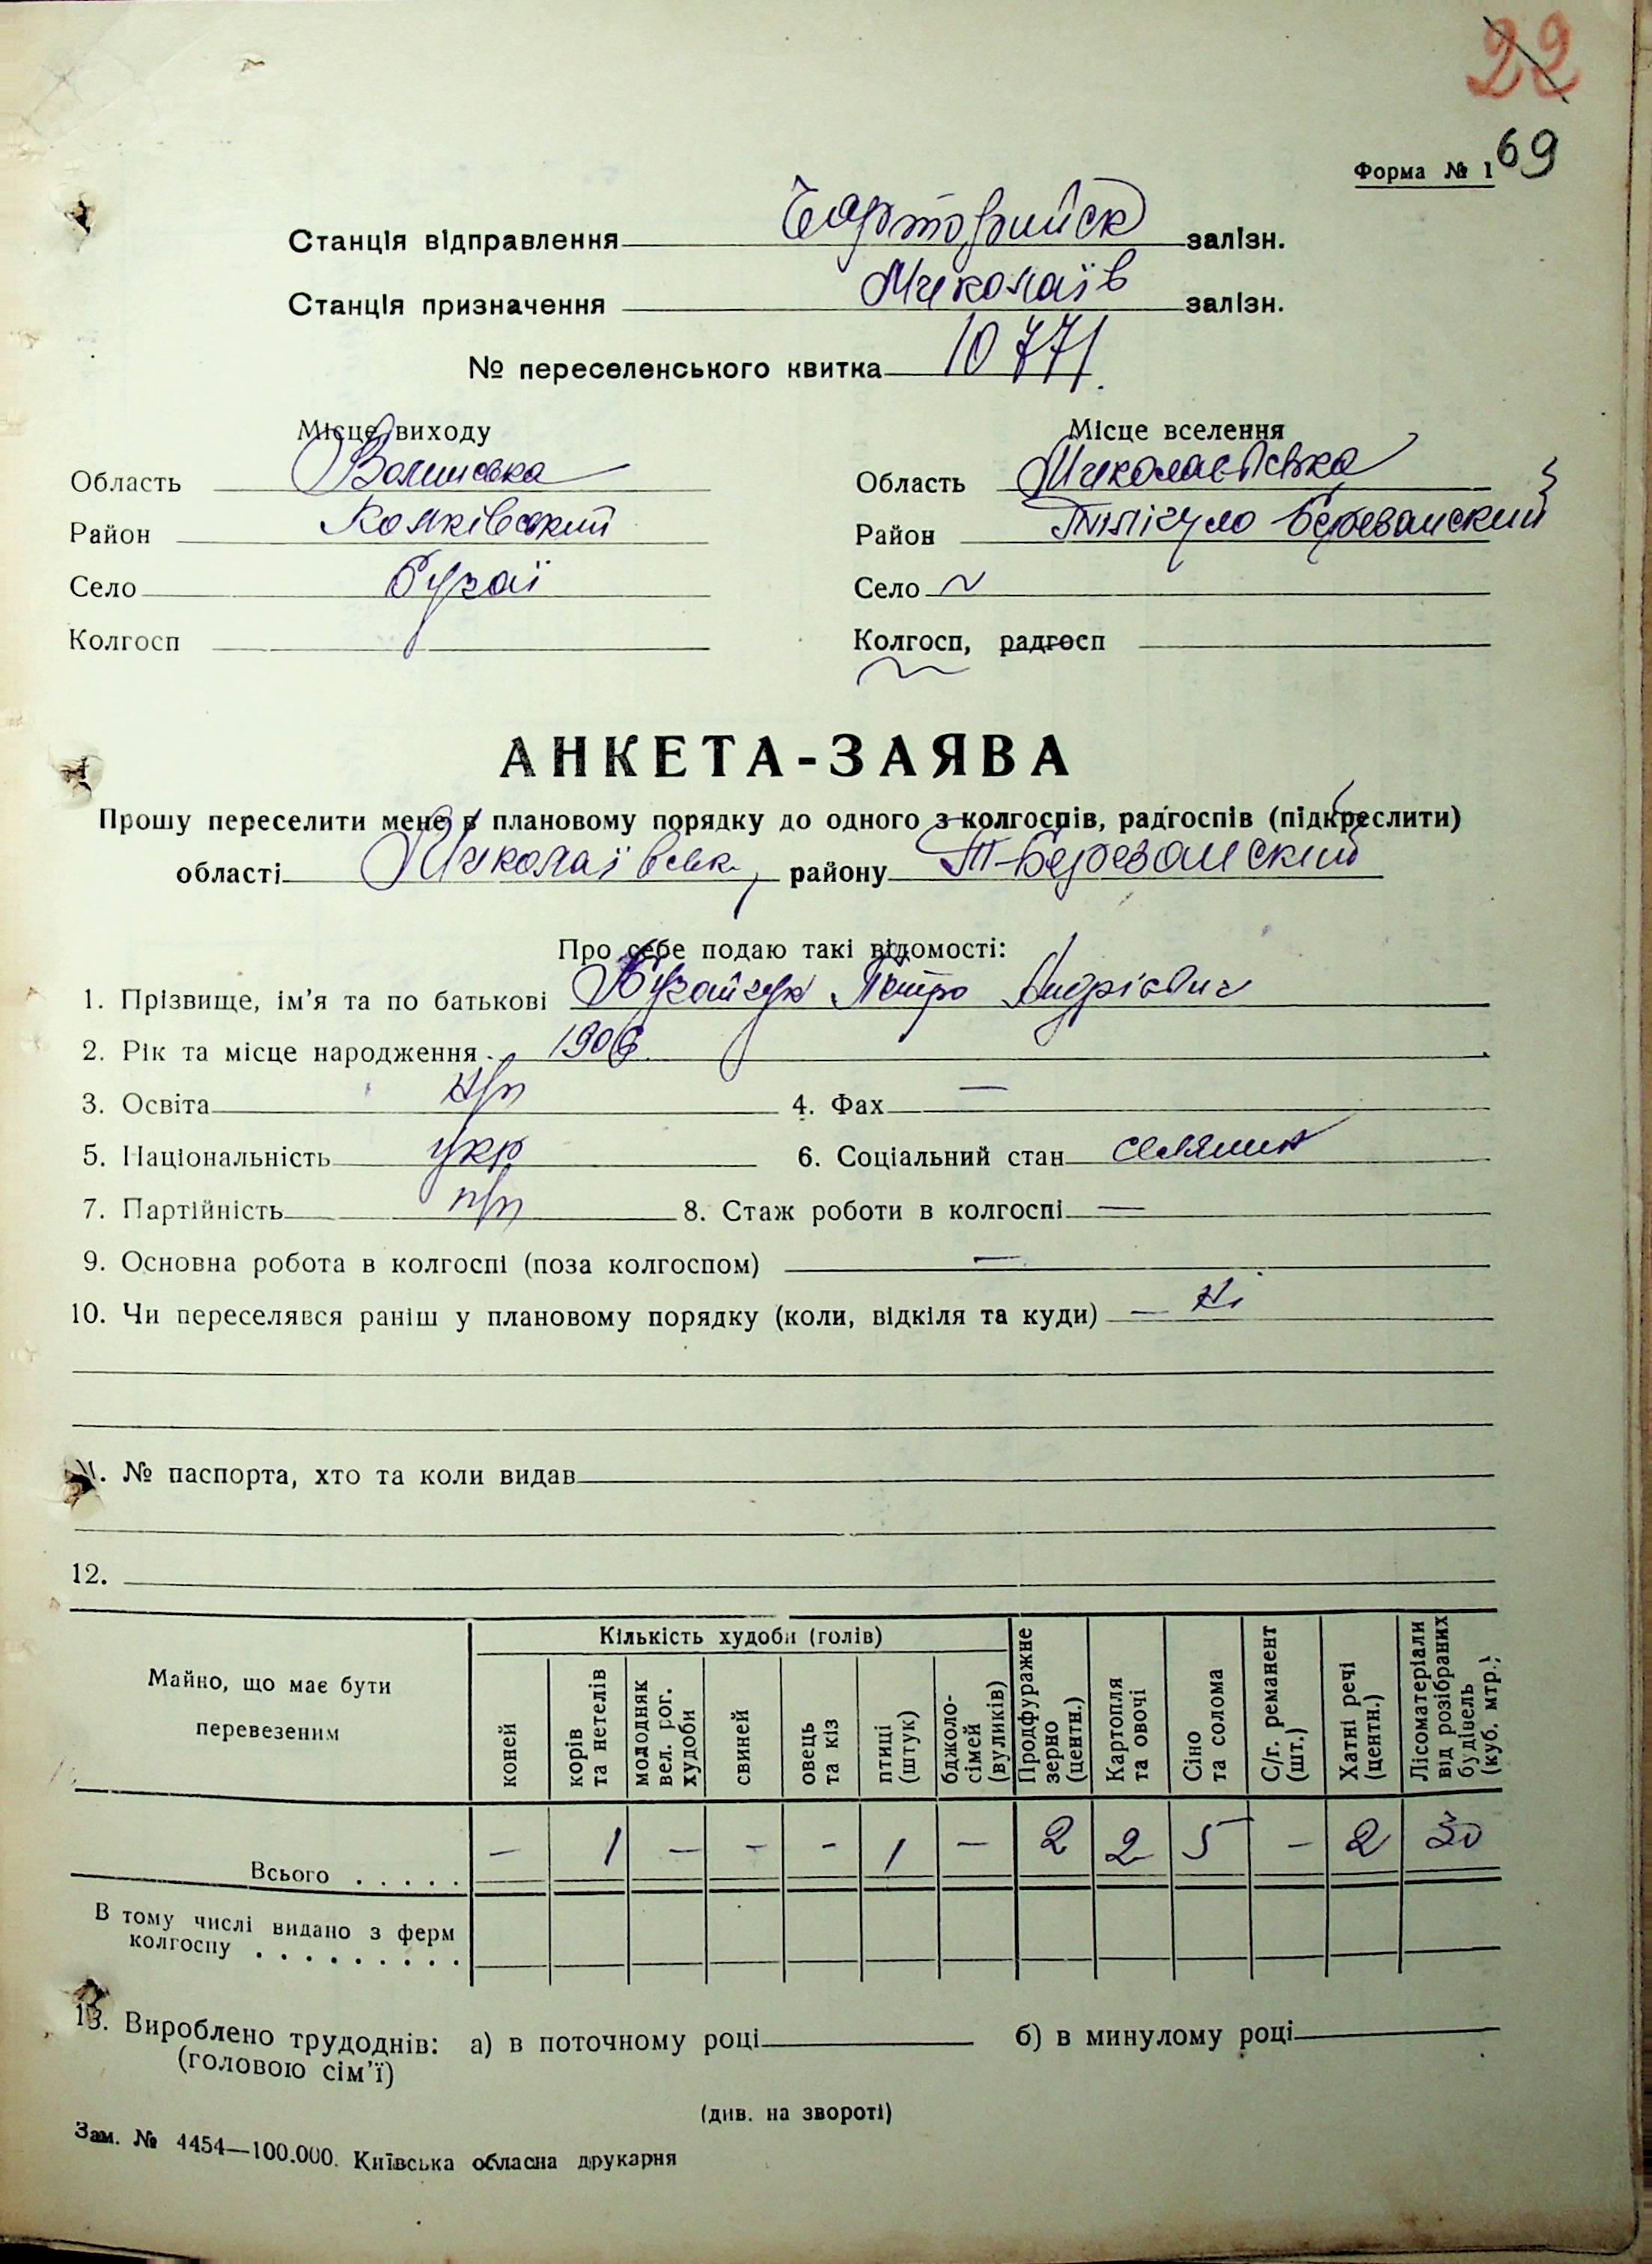 22
69
Форма № 1
Станція відправлення Чарторийск залізн.
Станція призначення Миколаїв залізн.
№ переселенського квитка 10771.
Місце виходу
Місце вселення
Область Волинська
Область Миколаєвська
Район Колківський
Район Тилігуло Березанский
Село Бузаї
Село
Колгосп
Колгосп, радгосп
АНКЕТА-ЗАЯВА
Прошу переселити мене в плановому порядку до одного з колгоспів, радгоспів (підкреслити)
області Миколаївськ, району Т-Березанский
Про себе подаю такі відомості:
1. Прізвище, ім'я та по батькові Бузайчук Петро Андрієвич
2. Рік та місце народження 1906
3. Освіта н/п 4. Фах —
5. Національність укр 6. Соціальний стан селянин
7. Партійність п/п 8. Стаж роботи в колгоспі —
9. Основна робота в колгоспі (поза колгоспом) —
10. Чи переселявся раніш у плановому порядку (коли, відкіля та куди) — Ні
11. № паспорта, хто та коли видав
12.
Майно, що має бути перевезеним
Кількість худоби (голів)
коней
корів та нетелів
молодняк вел. рог. худоби
свиней
овець та кіз
птиці (штук)
бджоло-сімей (вуликів)
Продфуражне зерно (центн.)
Картопля та овочі
Сіно та солома
С/г. реманент (шт.)
Хатні речі (центн.)
Лісоматеріали від розібраних будівель (куб. мтр.)
Всього . . . . . — 1 — - - 1 — 2 2 5 — 2 30
В тому числі видано з ферм
колгоспу . . . . . . . . .
13. Вироблено трудоднів: а) в поточному році б) в минулому році
(головою сім'ї)
(див. на звороті)
Зам. № 4454—100.000. Київська обласна друкарня